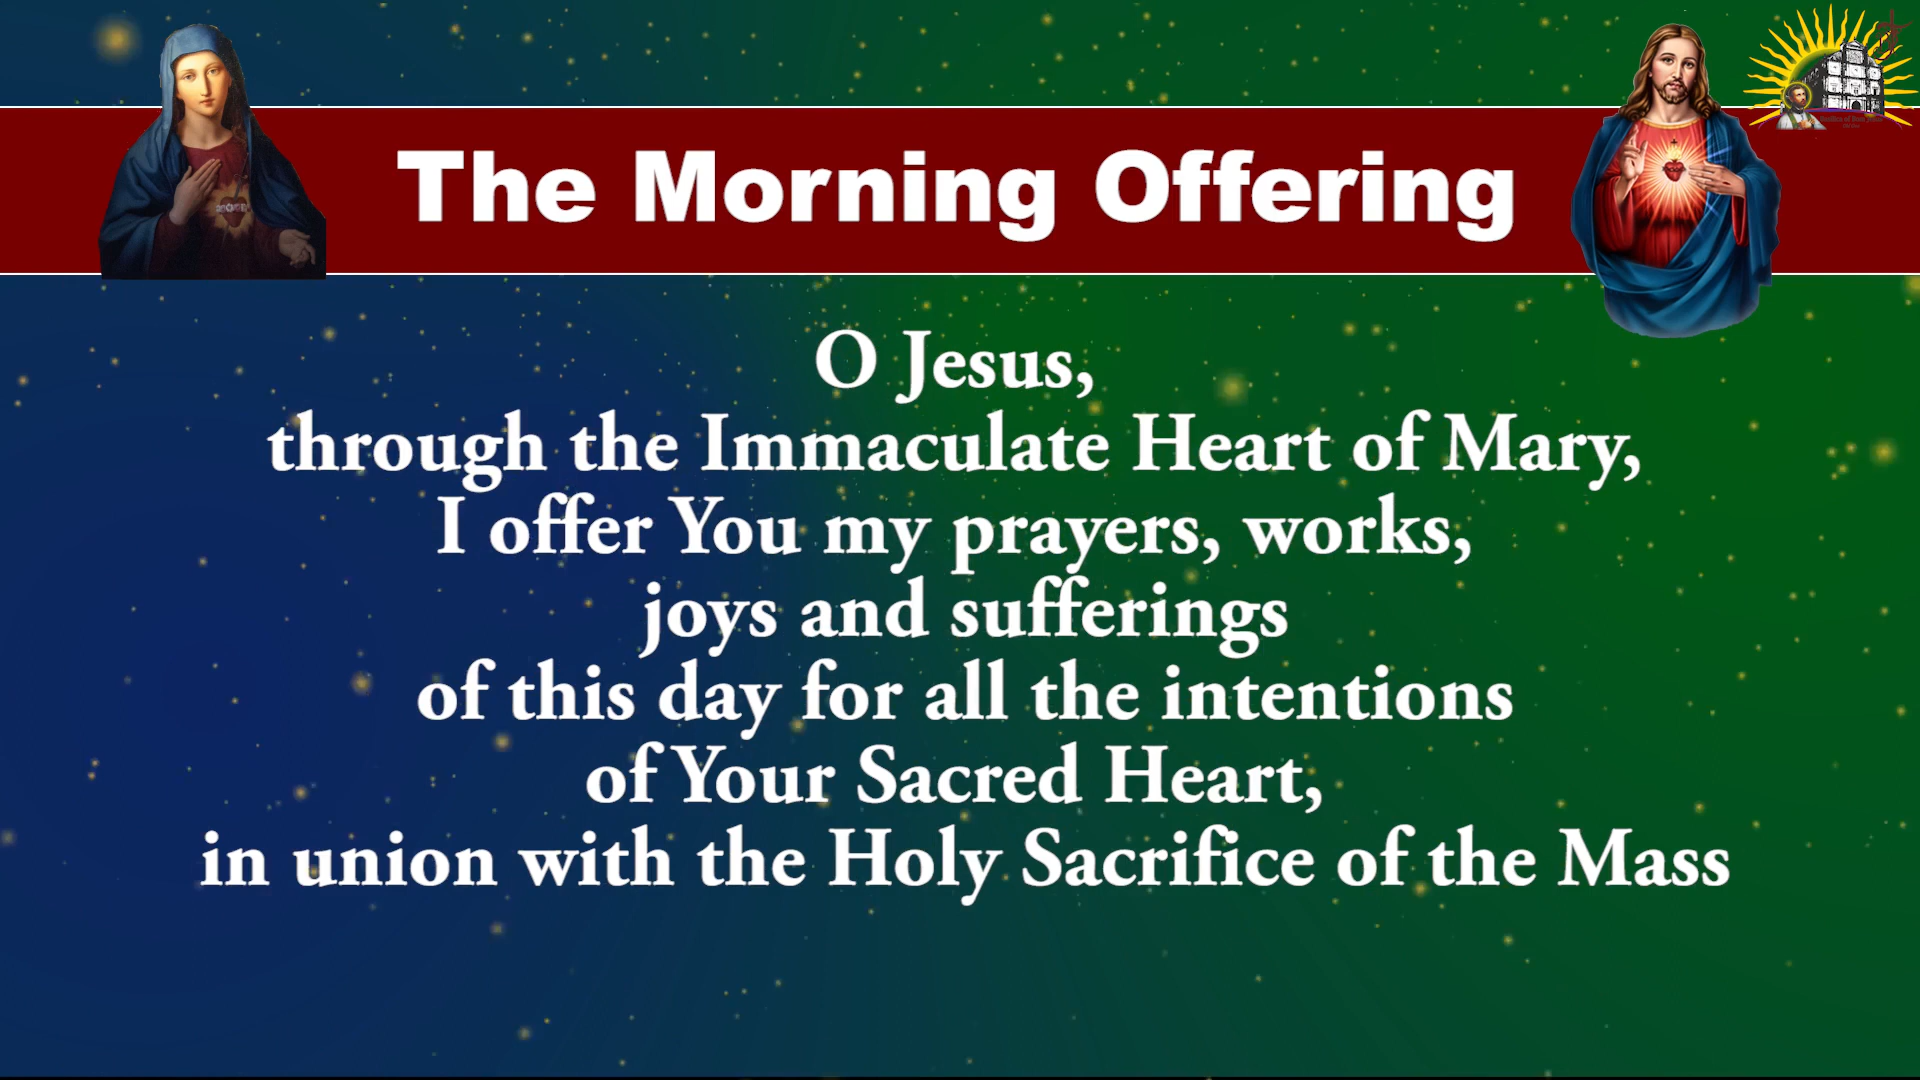 The Morning Offering
O Jesus,
through the Immaculate Heart of Mary,
I offer You my prayers, works,
joys and sufferings
of this day for all the intentions
of Your Sacred Heart,
in union with the Holy Sacrifice of the Mass